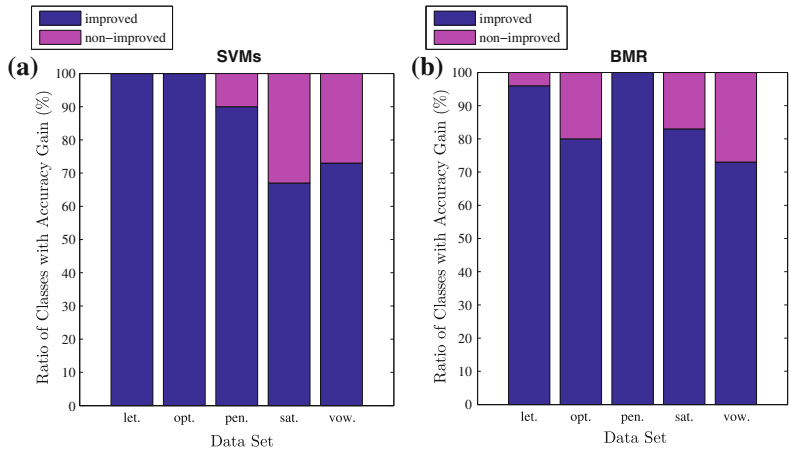 improved
non−improved
(a)
SVMs
Ratio of Classes with Accuracy Gain (%)
100
90
80
70
60
50
40
30
20
10
0
let. opt. pen. sat. vow.
Data Set
improved
non−improved
(b)
BMR
Ratio of Classes with Accuracy Gain (%)
100
90
80
70
60
50
40
30
20
10
0
let. opt. pen. sat. vow.
Data Set